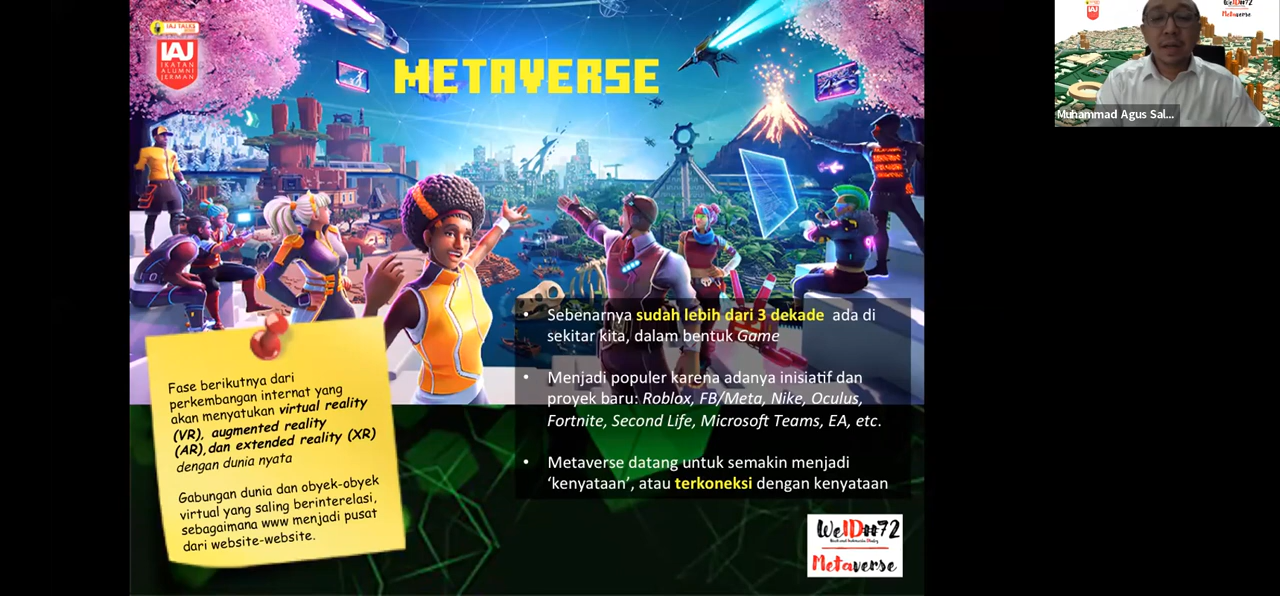 IAJ TALKS
IAJ
IKATAN
ALUMNI
JERMAN
METAVERSE
Sebenarnya sudah lebih dari 3 dekade ada di
sekitar kita, dalam bentuk Game
Menjadi populer karena adanya inisiatif dan
proyek baru: Roblox, FB/Meta, Nike, Oculus,
Fortnite, Second Life, Microsoft Teams, EA, etc.
Metaverse datang untuk semakin menjadi
‘kenyataan’, atau terkoneksi dengan kenyataan
Fase berikutnya dari
perkembangan internat yang
akan menyatukan virtual reality
(VR), augmented reality
(AR), dan extended reality (XR)
dengan dunia nyata
Gabungan dunia dan obyek-obyek
virtual yang saling berinterelasi,
sebagaimana www menjadi pusat
dari website-website.
WeID##72
Metaverse
WeID##72
Metaverse
Muhammad Agus Sal...